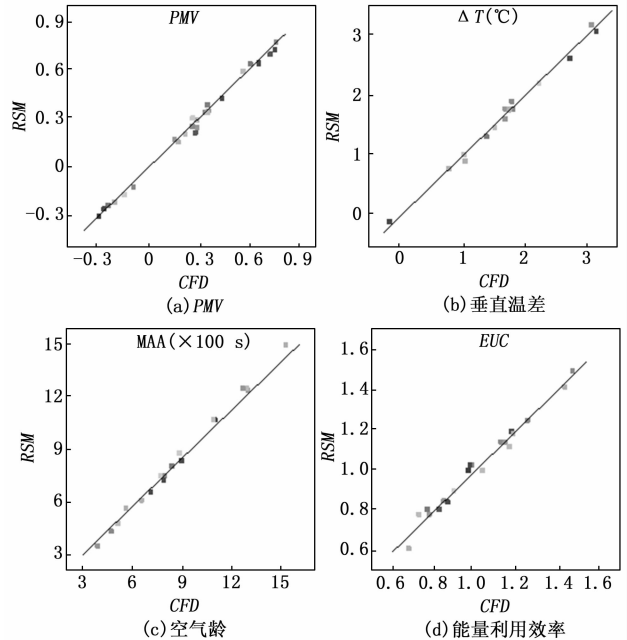 PMV
RSM
0.9
0.6
0.3
0
-0.3
-0.3 0 0.3 0.6 0.9
CFD
(a)PMV
ΔT(℃)
RSM
3
2
1
0
0 1 2 3
CFD
(b)垂直温差
MAA(×100 s)
RSM
15
12
9
6
3
3 6 9 12 15
CFD
(c)空气龄
EUC
RSM
1.6
1.4
1.2
1.0
0.8
0.6
0.6 0.8 1.0 1.2 1.4 1.6
CFD
(d)能量利用效率